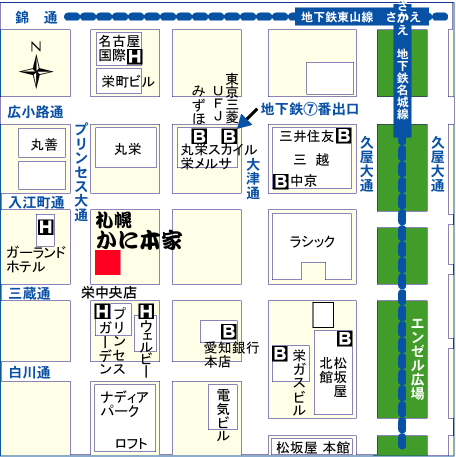 錦 通
地下鉄東山線 さかえ
地下鉄名城線
N
名古屋
国際 H
栄町ビル
みずほ
UFJ
東京三菱
地下鉄⑦番出口
広小路通
丸善
プリンセス大通
丸栄
B B
丸栄スカイル
栄メルサ
大津通
三井住友 B
三 越
B 中京
久屋大通
久屋大通
入江町通
H
ガーランド
ホテル
札幌
かに本家
ラシック
三蔵通
栄中央店
H H
プリンセス
ガーデン
ウェルビー
B
愛知銀行
本店
B
栄ガスビル
B
松坂屋
北館
エンゼル広場
白川通
ナディア
パーク
ロフト
電気ビル
松坂屋 本館